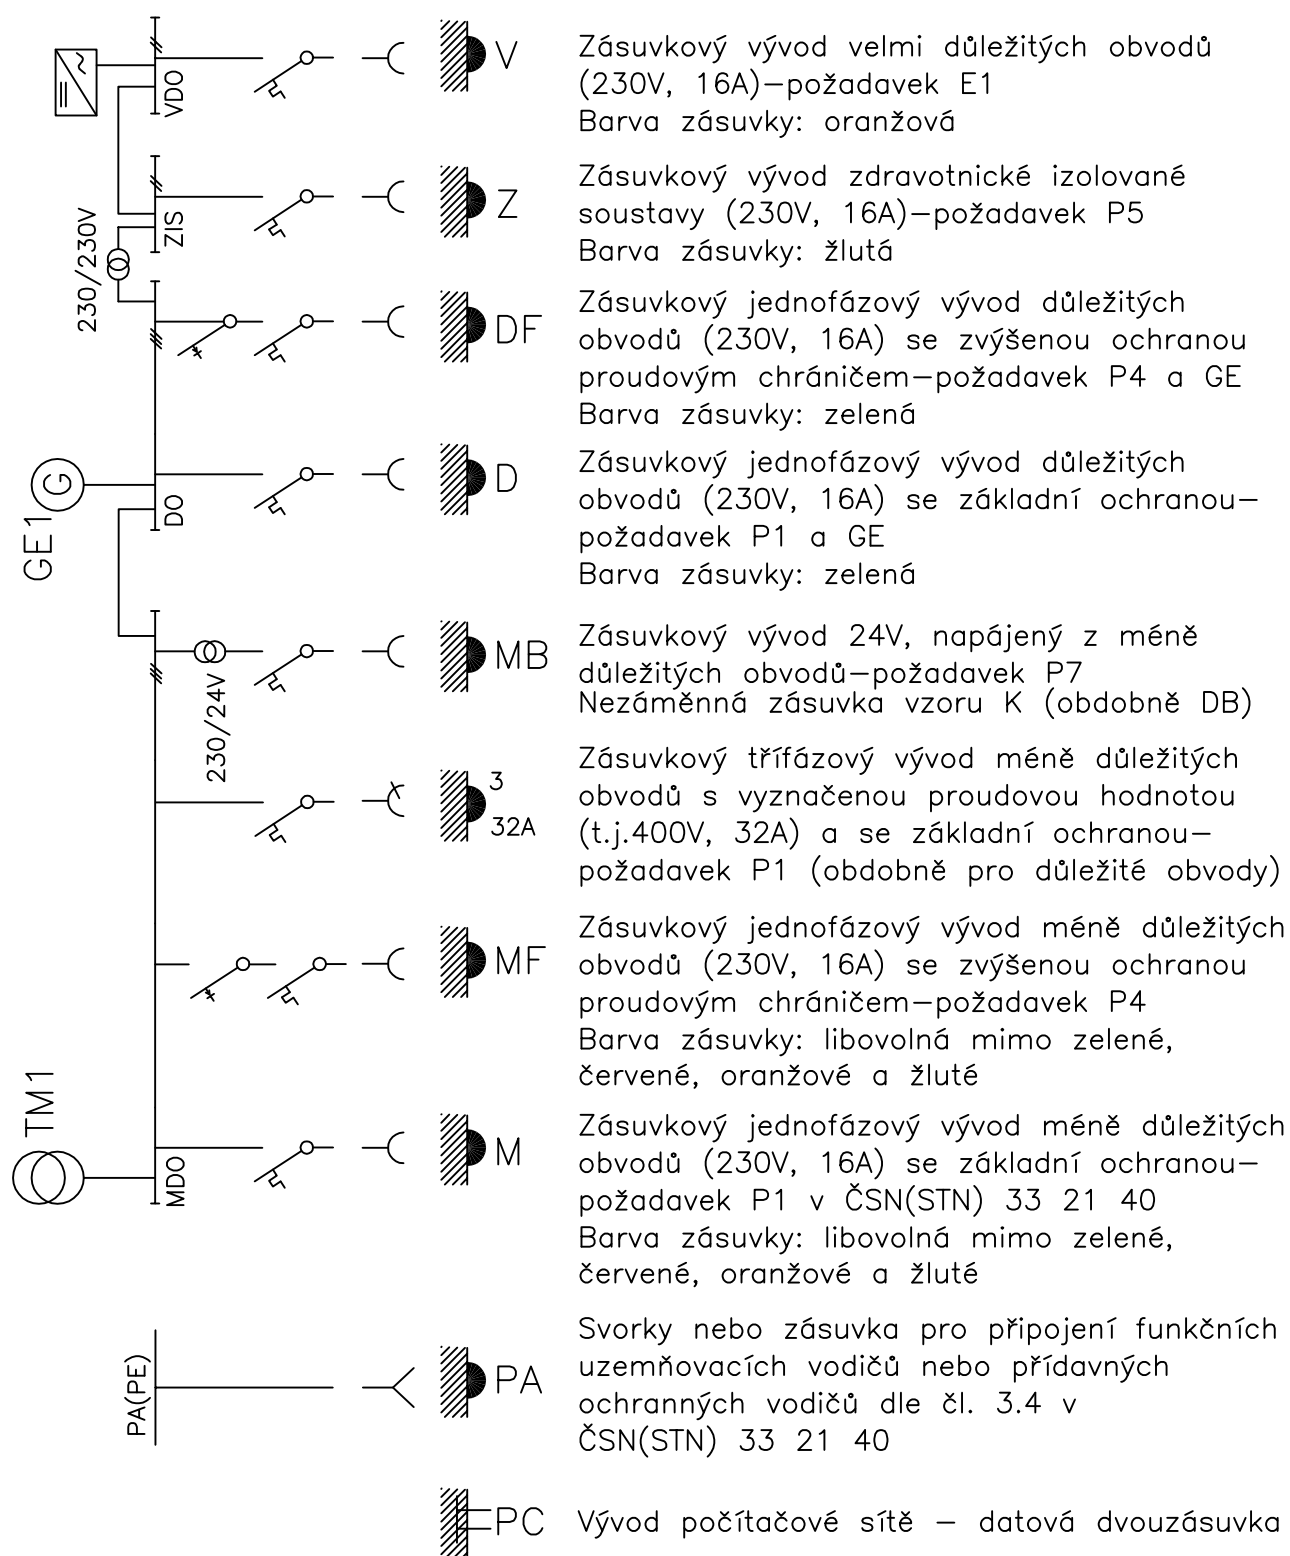 VDO
V
Zásuvkový vývod velmi důležitých obvodů
(230V, 16A)–požadavek E1
Barva zásuvky: oranžová
ZIS
230/230V
Z
Zásuvkový vývod zdravotnické izolované
soustavy (230V, 16A)–požadavek P5
Barva zásuvky: žlutá
DF
Zásuvkový jednofázový vývod důležitých
obvodů (230V, 16A) se zvýšenou ochranou
proudovým chráničem–požadavek P4 a GE
Barva zásuvky: zelená
G
GE1
DO
D
Zásuvkový jednofázový vývod důležitých
obvodů (230V, 16A) se základní ochranou–
požadavek P1 a GE
Barva zásuvky: zelená
230/24V
MB
Zásuvkový vývod 24V, napájený z méně
důležitých obvodů–požadavek P7
Nezáměnná zásuvka vzoru K (obdobně DB)
3
32A
Zásuvkový třífázový vývod méně důležitých
obvodů s vyznačenou proudovou hodnotou
(t.j.400V, 32A) a se základní ochranou–
požadavek P1 (obdobně pro důležité obvody)
MF
Zásuvkový jednofázový vývod méně důležitých
obvodů (230V, 16A) se zvýšenou ochranou
proudovým chráničem–požadavek P4
Barva zásuvky: libovolná mimo zelené,
červené, oranžové a žluté
TM1
MDO
M
Zásuvkový jednofázový vývod méně důležitých
obvodů (230V, 16A) se základní ochranou–
požadavek P1 v ČSN(STN) 33 21 40
Barva zásuvky: libovolná mimo zelené,
červené, oranžové a žluté
PA(PE)
PA
Svorky nebo zásuvka pro připojení funkčních
uzemňovacích vodičů nebo přídavných
ochranných vodičů dle čl. 3.4 v
ČSN(STN) 33 21 40
PC
Vývod počítačové sítě – datová dvouzásuvka